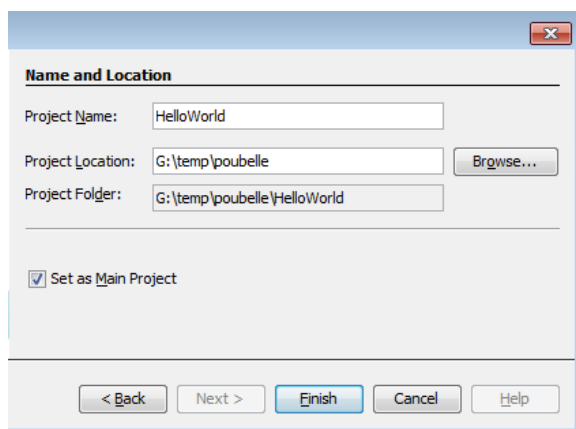 Name and Location
Project Name: HelloWorld
Project Location: G:\temp\poubelle Browse...
Project Folder: G:\temp\poubelle\HelloWorld
Set as Main Project
< Back Next > Finish Cancel Help